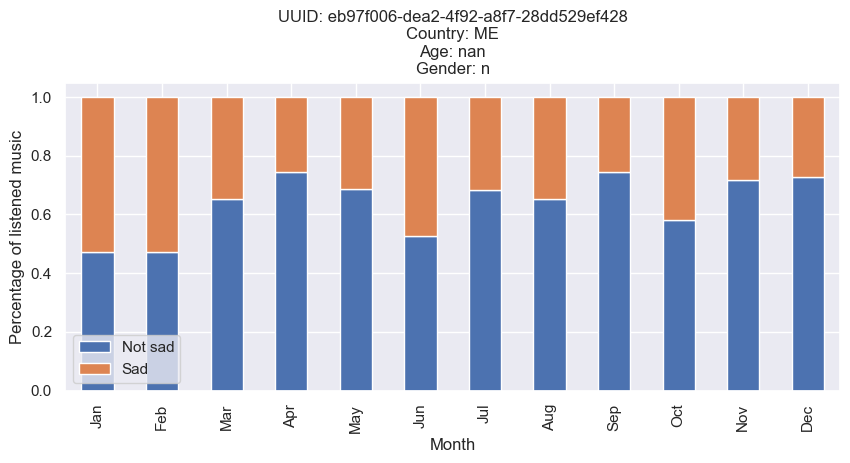 UUID: eb97f006-dea2-4f92-a8f7-28dd529ef428
Country: ME
Age: nan
Gender: n
Percentage of listened music
1.0
0.8
0.6
0.4
0.2
0.0
Not sad
Sad
Jan
Feb
Mar
Apr
May
Jun
Jul
Aug
Sep
Oct
Nov
Dec
Month